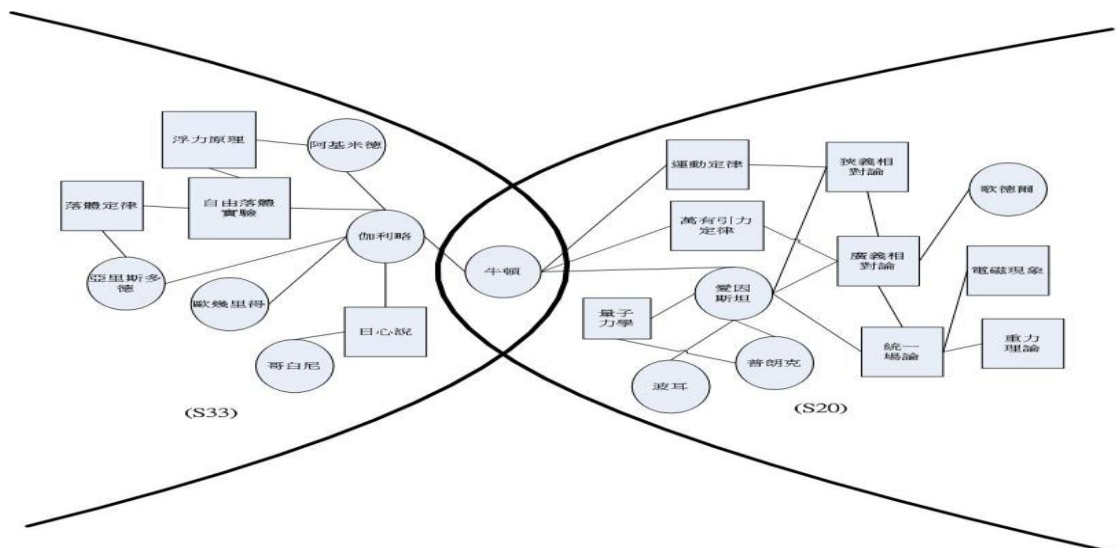 浮力原理
阿基米德
落體定律
自由落體
實驗
伽利略
亞里斯多
德
歐幾里得
日心說
哥白尼
(S33)
牛頓
運動定律
狹義相
對論
歌德爾
萬有引力
定律
廣義相
對論
電磁現象
愛因
斯坦
量子
力學
統一
場論
重力
理論
普朗克
波耳
(S20)